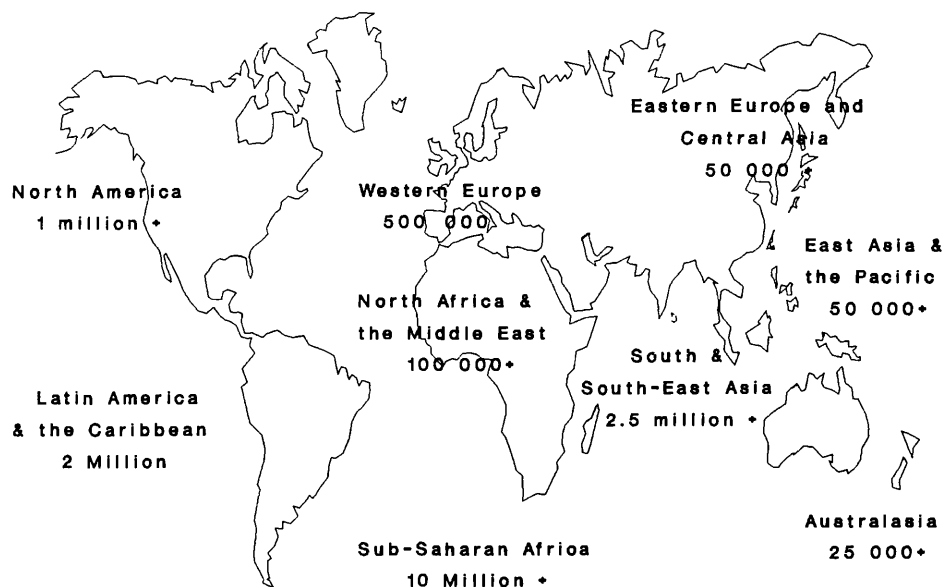 Eastern Europe and
Central Asia
50 000 +
North America
1 million +
Western Europe
500 000
East Asia &
the Pacific
50 000+
North Africa &
the Middle East
100 000+
South &
South-East Asia
2.5 million +
Latin America
& the Caribbean
2 Million
Australasia
25 000+
Sub-Saharan Africa
10 Million +